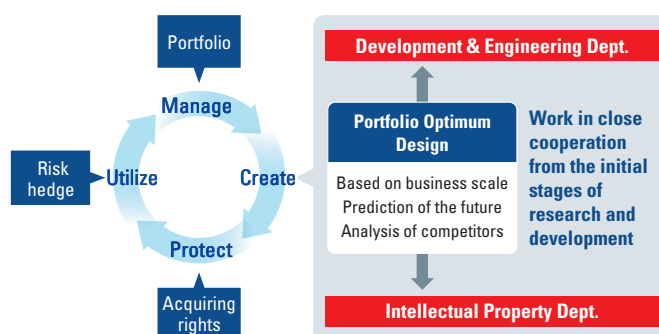 Portfolio
Manage
Risk
hedge
Utilize
Create
Protect
Acquiring
rights
Development & Engineering Dept.
Portfolio Optimum
Design
Based on business scale
Prediction of the future
Analysis of competitors
Work in close
cooperation
from the initial
stages of
research and
development
Intellectual Property Dept.